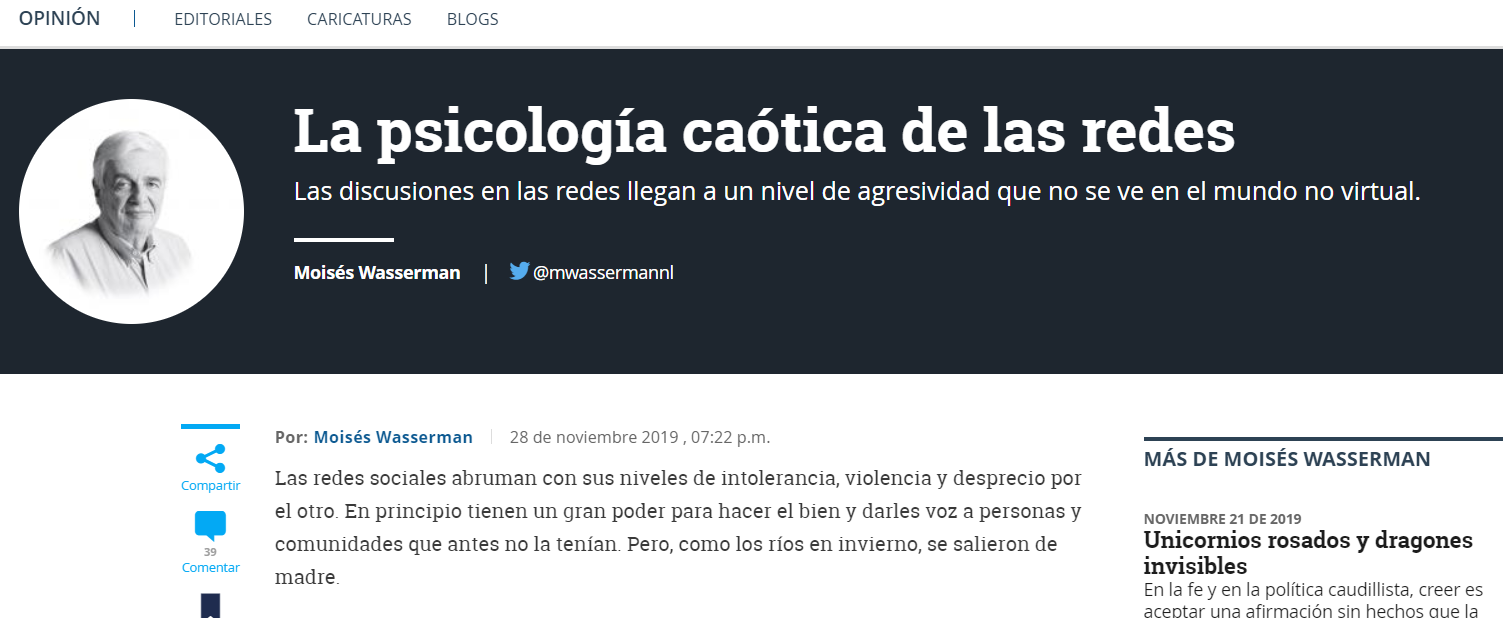 OPINIÓN | EDITORIALES CARICATURAS BLOGS
La psicología caótica de las redes
Las discusiones en las redes llegan a un nivel de agresividad que no se ve en el mundo no virtual.
Moisés Wasserman | @mwassermannl
Compartir
39
Comentar
Por: Moisés Wasserman | 28 de noviembre 2019 , 07:22 p.m.
Las redes sociales abruman con sus niveles de intolerancia, violencia y desprecio por
el otro. En principio tienen un gran poder para hacer el bien y darles voz a personas y
comunidades que antes no la tenían. Pero, como los ríos en invierno, se salieron de
madre.
MÁS DE MOISÉS WASSERMAN
NOVIEMBRE 21 DE 2019
Unicornios rosados y dragones
invisibles
En la fe y en la política caudillista, creer es
aceptar una afirmación sin hechos que la